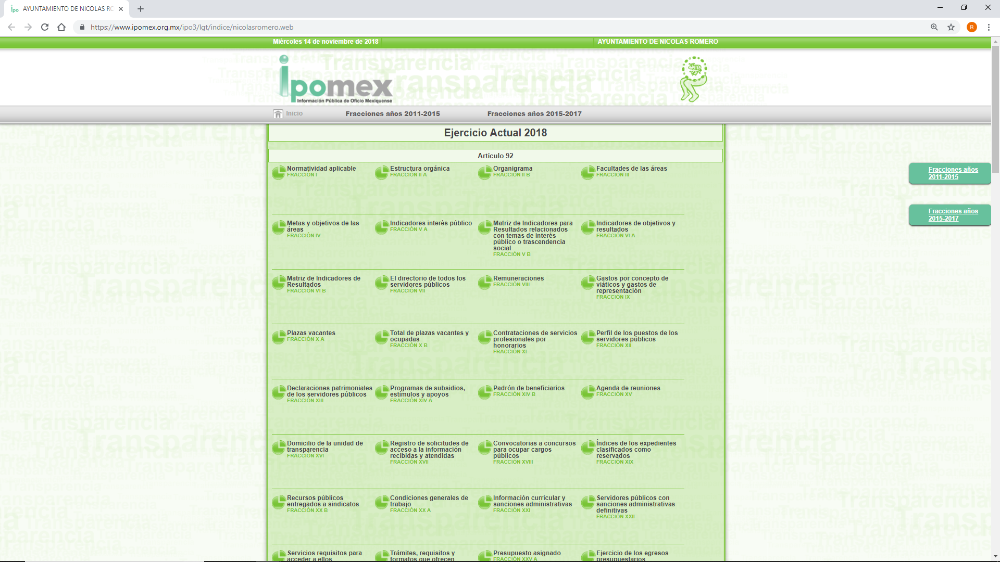 AYUNTAMIENTO DE NICOLAS RO
https://www.ipomex.org.mx/ipo3/lgt/indice/nicolasromero.web
R
Miércoles 14 de noviembre de 2018
AYUNTAMIENTO DE NICOLAS ROMERO
ipomex
Información Pública de Oficio Mexiquense
Transparencia
Inicio
Fracciones años 2011-2015
Fracciones años 2015-2017
Ejercicio Actual 2018
Artículo 92
Normatividad aplicable
FRACCIÓN I
Estructura orgánica
FRACCIÓN II A
Organigrama
FRACCIÓN II B
Facultades de las áreas
FRACCIÓN III
Metas y objetivos de las
áreas
FRACCIÓN IV
Indicadores interés público
FRACCIÓN V A
Matriz de Indicadores para
Resultados relacionados
con temas de interés
público o trascendencia
social
FRACCIÓN V B
Indicadores de objetivos y
resultados
FRACCIÓN VI A
Matriz de Indicadores de
Resultados
FRACCIÓN VI B
El directorio de todos los
servidores públicos
FRACCIÓN VII
Remuneraciones
FRACCIÓN VIII
Gastos por concepto de
viáticos y gastos de
representación
FRACCIÓN IX
Plazas vacantes
FRACCIÓN X A
Total de plazas vacantes y
ocupadas
FRACCIÓN X B
Contrataciones de servicios
profesionales por
honorarios
FRACCIÓN XI
Perfil de los puestos de los
servidores públicos
FRACCIÓN XII
Declaraciones patrimoniales
de los servidores públicos
FRACCIÓN XIII
Programas de subsidios,
estímulos y apoyos
FRACCIÓN XIV A
Padrón de beneficiarios
FRACCIÓN XIV B
Agenda de reuniones
FRACCIÓN XV
Domicilio de la unidad de
transparencia
FRACCIÓN XVI
Registro de solicitudes de
acceso a la información
recibidas y atendidas
FRACCIÓN XVII
Convocatorias a concursos
para ocupar cargos
públicos
FRACCIÓN XVIII
Índices de los expedientes
clasificados como
reservados
FRACCIÓN XIX
Recursos públicos
entregados a sindicatos
FRACCIÓN XX B
Condiciones generales de
trabajo
FRACCIÓN XX A
Información curricular y
sanciones administrativas
FRACCIÓN XXI
Servidores públicos con
sanciones administrativas
definitivas
FRACCIÓN XXII
Servicios requisitos para
acceder a ellos
Trámites, requisitos y
formatos que ofrecen
Presupuesto asignado
FRACCIÓN XXV A
Ejercicio de los egresos
presupuestarios
Fracciones años
2011-2015
Fracciones años
2015-2017